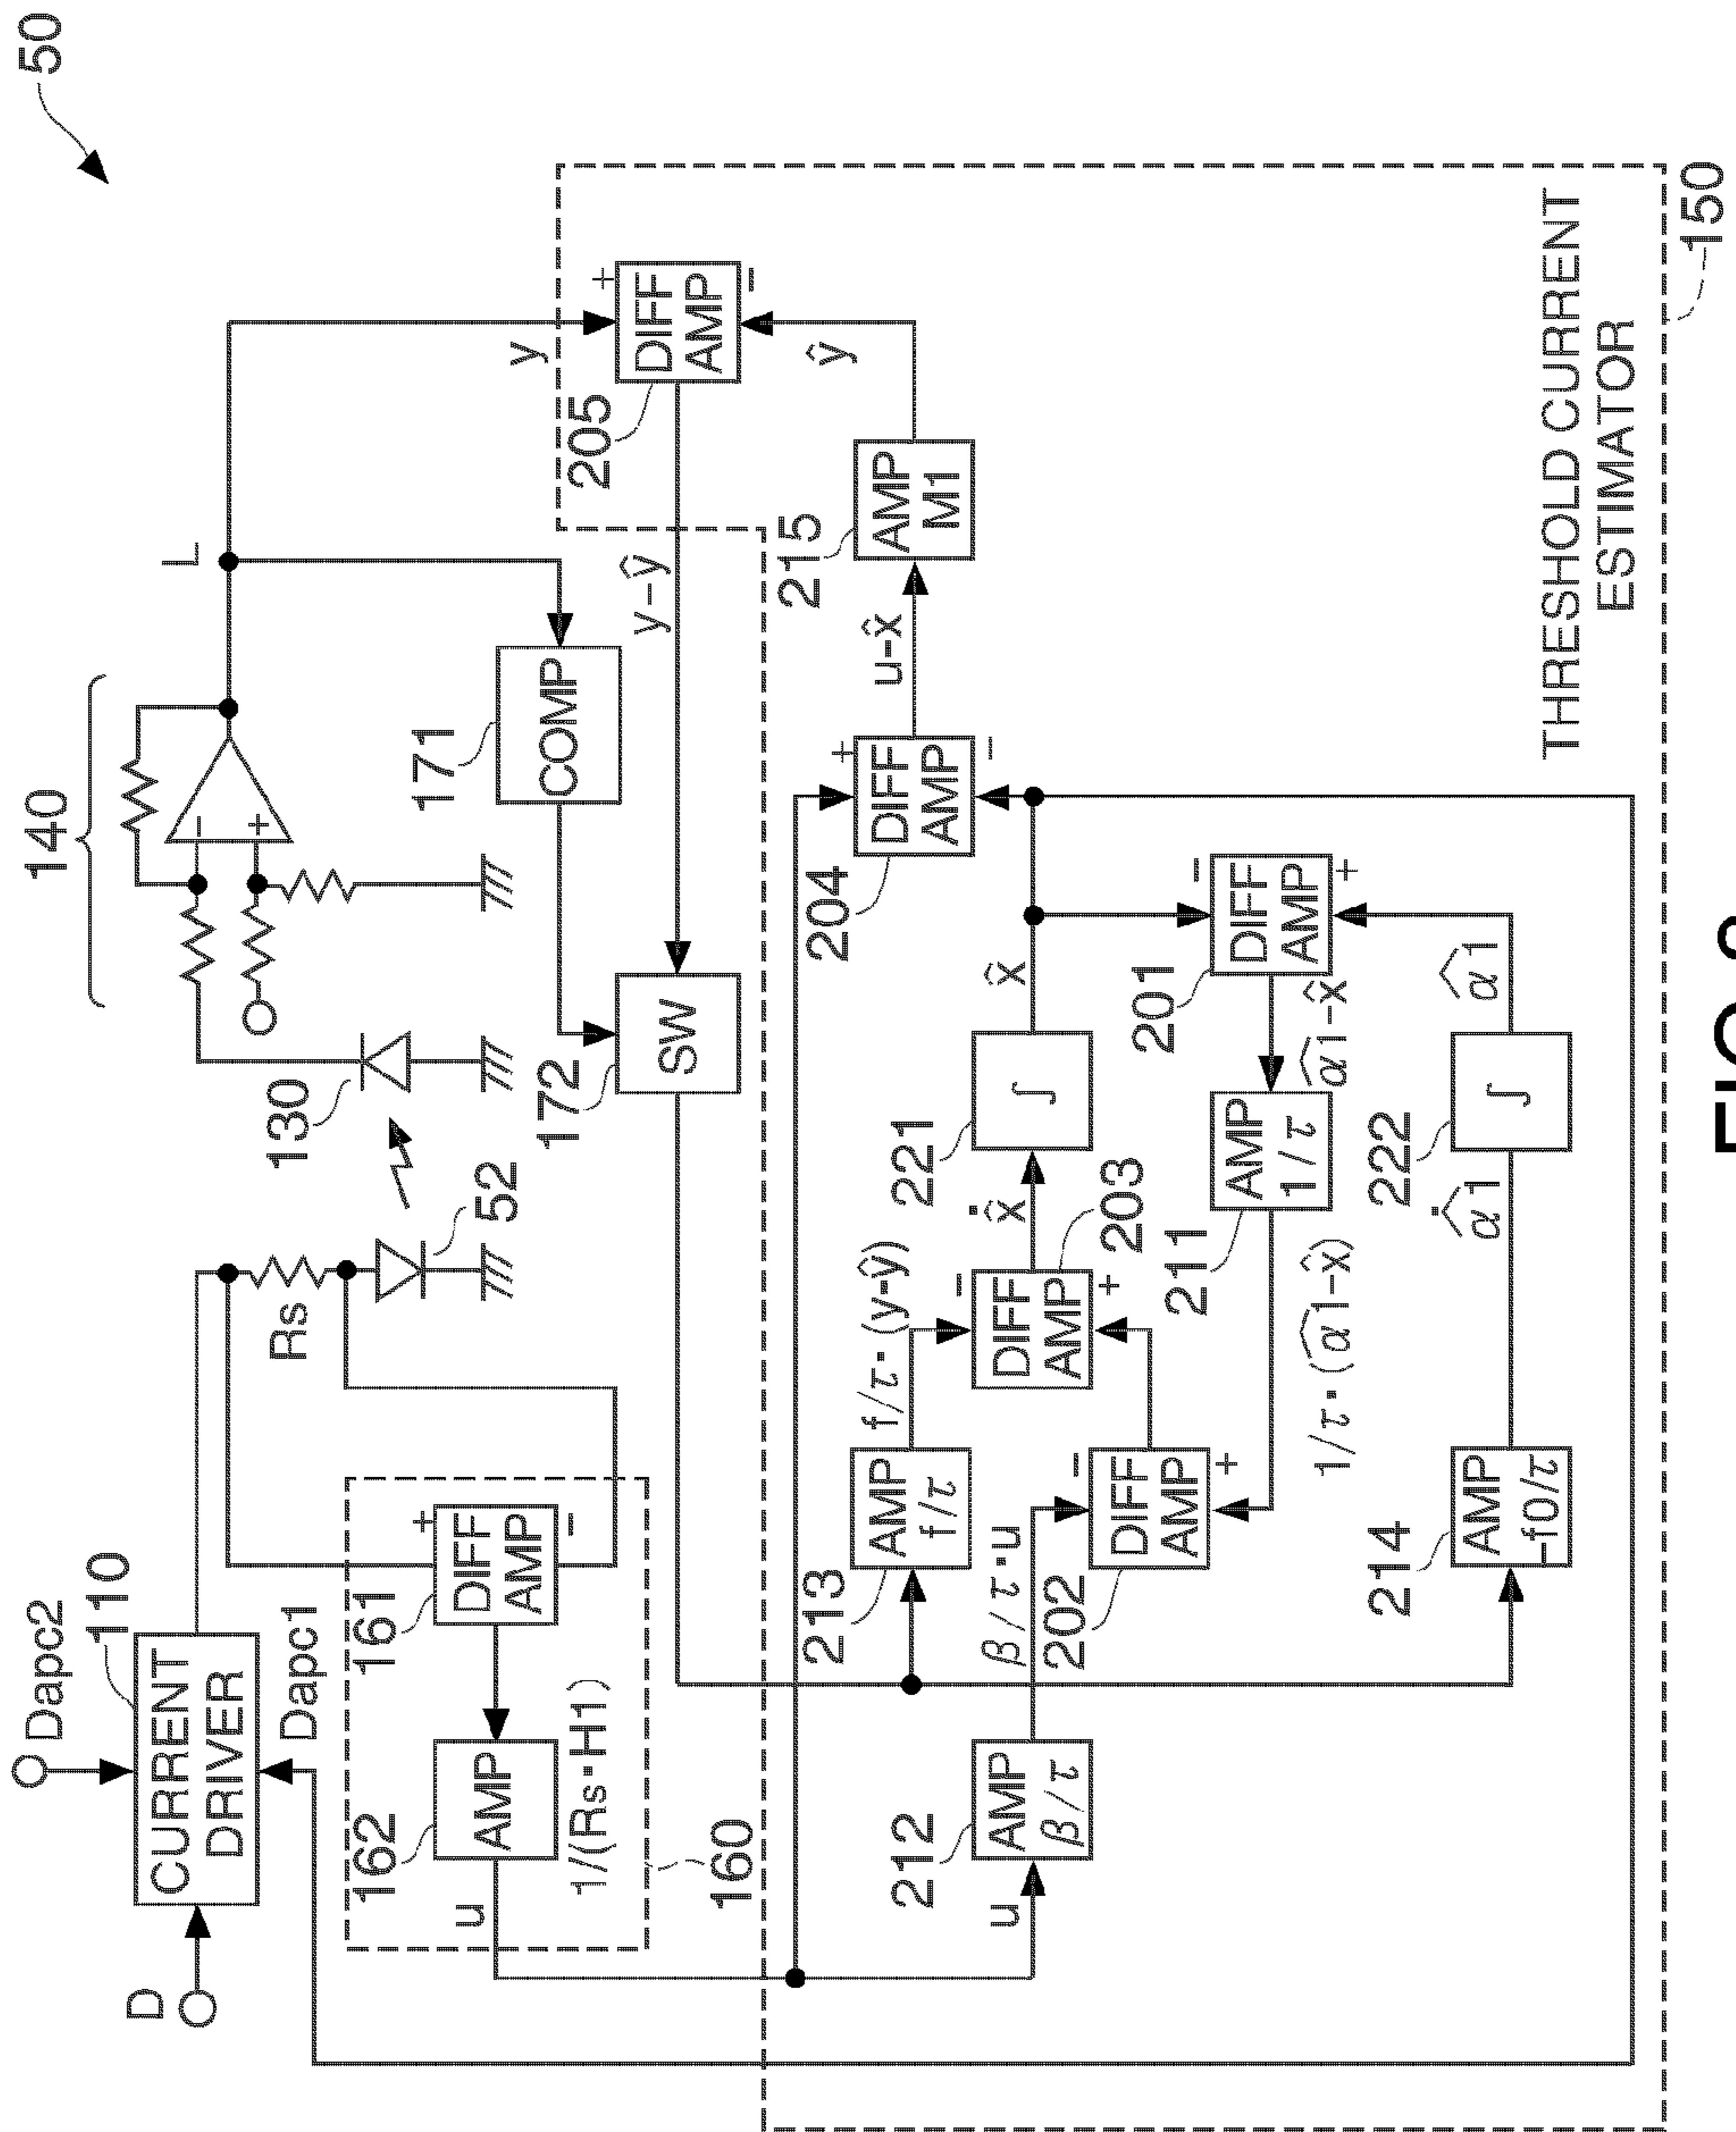 50
Dapc2
110
CURRENT
DRIVER
D
Dapc1
Rs
52
130
140
L
162
AMP
1/(Rs·H1)
161
DIFF
AMP
+
−
u
160
172
SW
171
COMP
−
+
y
y-ŷ
205
DIFF
AMP
+
−
ŷ
215
AMP
M1
u-x̂
204
DIFF
AMP
+
−
u
212
AMP
β/τ
β/τ·u
213
AMP
f/τ
f/τ·(y-ŷ)
202
DIFF
AMP
−
+
203
DIFF
AMP
−
+
ẋ̂
221
∫
x̂
201
DIFF
AMP
−
+
α̂1-x̂
211
AMP
1/τ
1/τ·(α̂1-x̂)
214
AMP
-f0/τ
α̇̂1
222
∫
α̂1
THRESHOLD CURRENT
ESTIMATOR
150